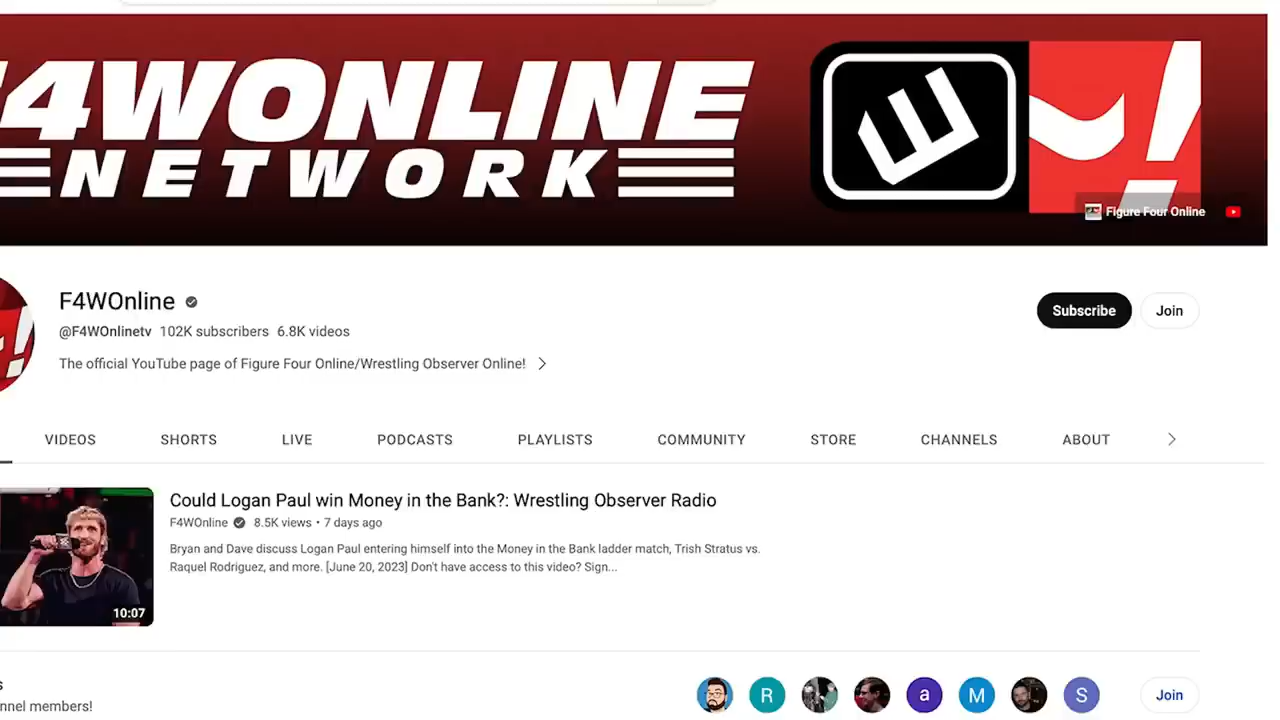 F4WONLINE
NETWORK
Figure Four Online
F4WOnline
@F4WOnlinetv 102K subscribers 6.8K videos
Subscribe
Join
The official YouTube page of Figure Four Online/Wrestling Observer Online!
VIDEOS SHORTS LIVE PODCASTS PLAYLISTS COMMUNITY STORE CHANNELS ABOUT
Could Logan Paul win Money in the Bank?: Wrestling Observer Radio
F4WOnline 8.5K views • 7 days ago
Bryan and Dave discuss Logan Paul entering himself into the Money in the Bank ladder match, Trish Stratus vs.
Raquel Rodriguez, and more. [June 20, 2023] Don't have access to this video? Sign...
10:07
R a M S
Join
members!